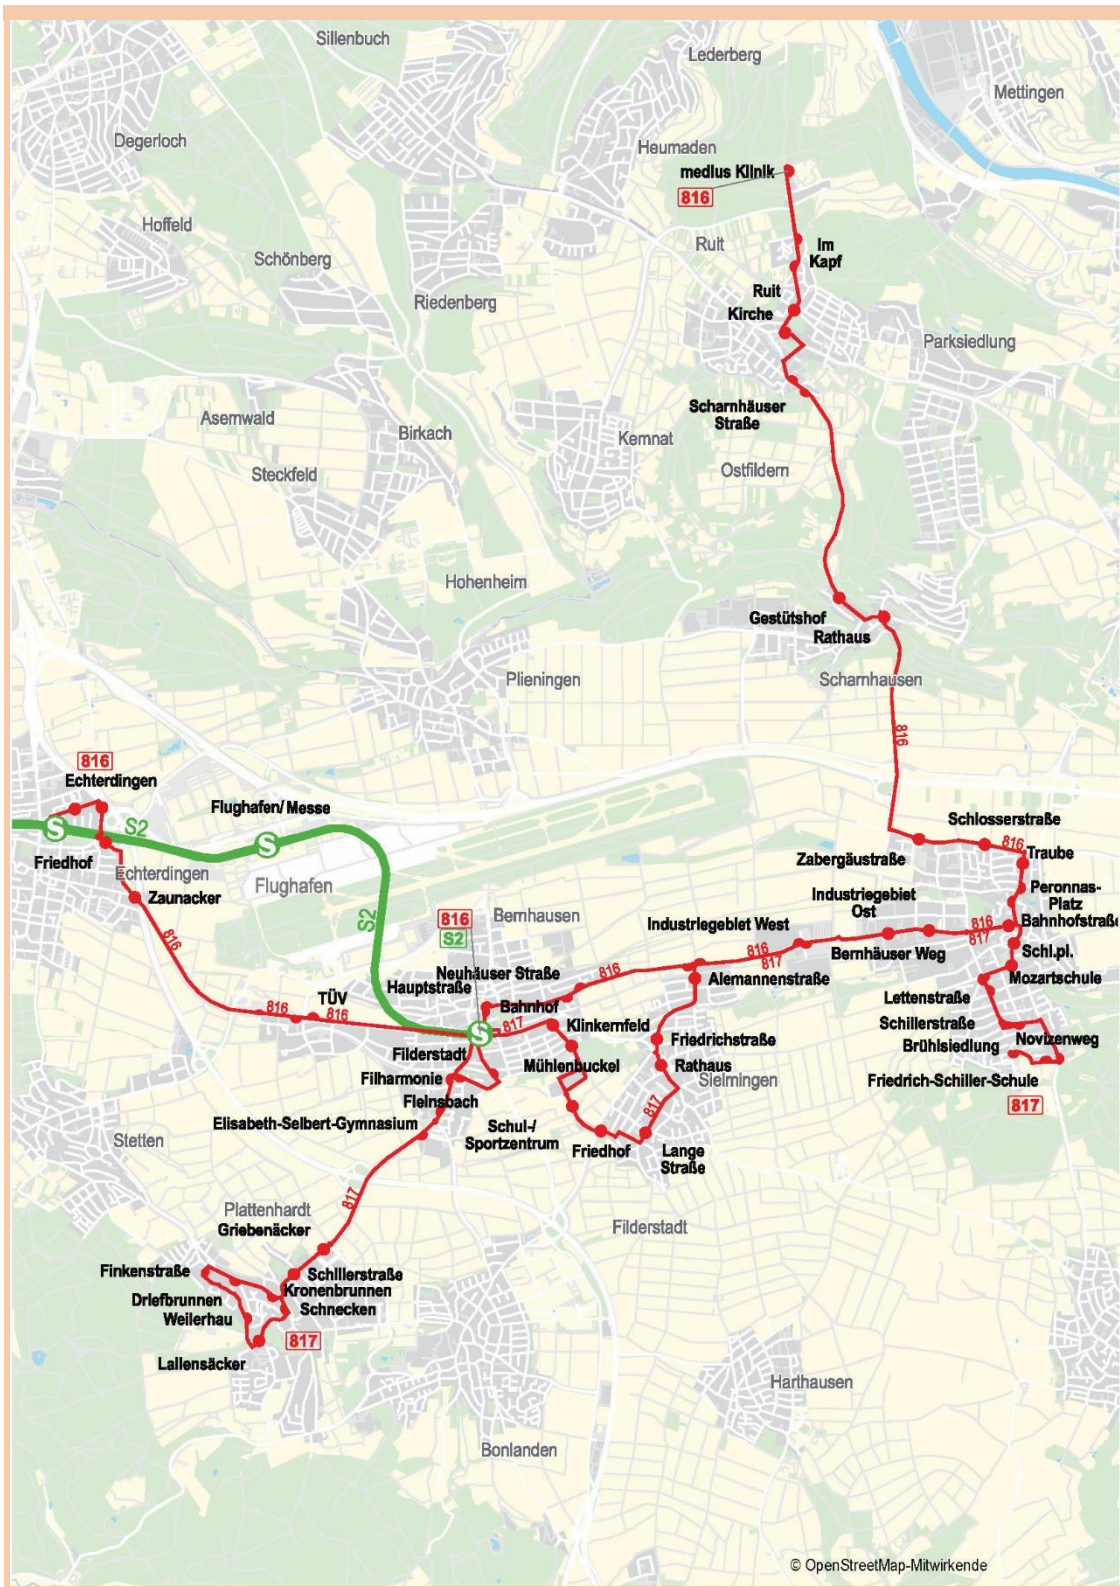 Sillenbuch
Lederberg
Mettingen
Degerloch
Heumaden
medius Klinik
816
Hoffeld
Ruit
Im
Kapf
Schönberg
Riedenberg
Ruit
Kirche
Parksiedlung
Scharnhäuser
Straße
Asemwald
Birkach
Kemnat
Steckfeld
Ostfildern
Hohenheim
Gestütshof
Rathaus
Plieningen
Scharnhausen
816
816
Echterdingen
Flughafen/Messe
S
S2
S
Friedhof
Echterdingen
Flughafen
Zaunacker
Schlosserstraße
816
Zabergäustraße
Traube
Peronnas-
Platz
Industriegebiet
Ost
Bahnhofstraße
S2
816
S2
Bernhausen
Industriegebiet West
816
816
817
816
817
Bernhäuser Weg
Schl.pl.
Mozartschule
Neuhäuser Straße
Hauptstraße
816
Alemannenstraße
Lettenstraße
TÜV
816
816
Bahnhof
817
S
Klinkernfeld
Schillerstraße
Novizenweg
Brühlsiedlung
Friedrichstraße
Filderstadt
Filharmonie
Mühlenbuckel
Rathaus
Sielmingen
Friedrich-Schiller-Schule
817
Fleinsbach
Elisabeth-Selbert-Gymnasium
817
Schul-/
Sportzentrum
Friedhof
Lange
Straße
Stetten
817
Plattenhardt
Griebenäcker
Filderstadt
Finkenstraße
Schillerstraße
Kronenbrunnen
Driefbrunnen
Weilerhau
Schnecken
817
Lallensäcker
Harthausen
Bonlanden
© OpenStreetMap-Mitwirkende